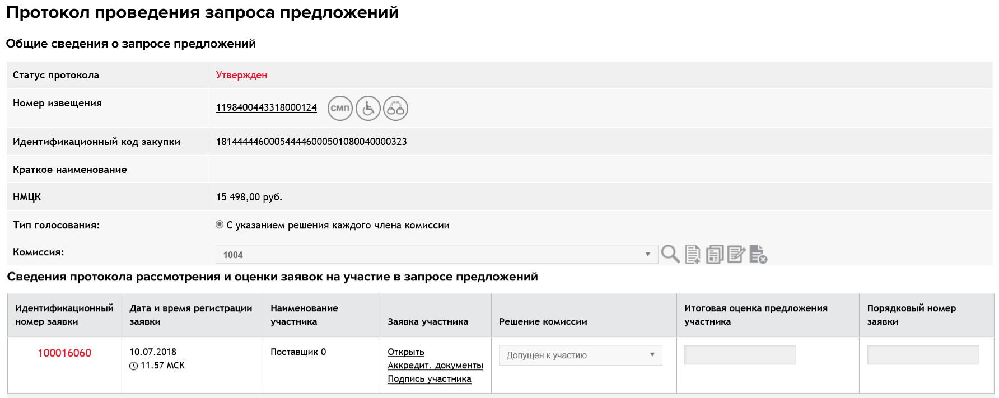 Протокол проведения запроса предложений
Общие сведения о запросе предложений
Статус протокола Утвержден
Номер извещения 1198400443318000124 СМП
Идентификационный код закупки 181444446000544446000501080040000323
Краткое наименование
НМЦК 15 498,00 руб.
Тип голосования: С указанием решения каждого члена комиссии
Комиссия: 1004
Сведения протокола рассмотрения и оценки заявок на участие в запросе предложений
Идентификационный номер заявки
Дата и время регистрации заявки
Наименование участника
Заявка участника
Решение комиссии
Итоговая оценка предложения участника
Порядковый номер заявки
100016060
10.07.2018
11.57 МСК
Поставщик 0
Открыть
Аккредит. документы
Подпись участника
Допущен к участию